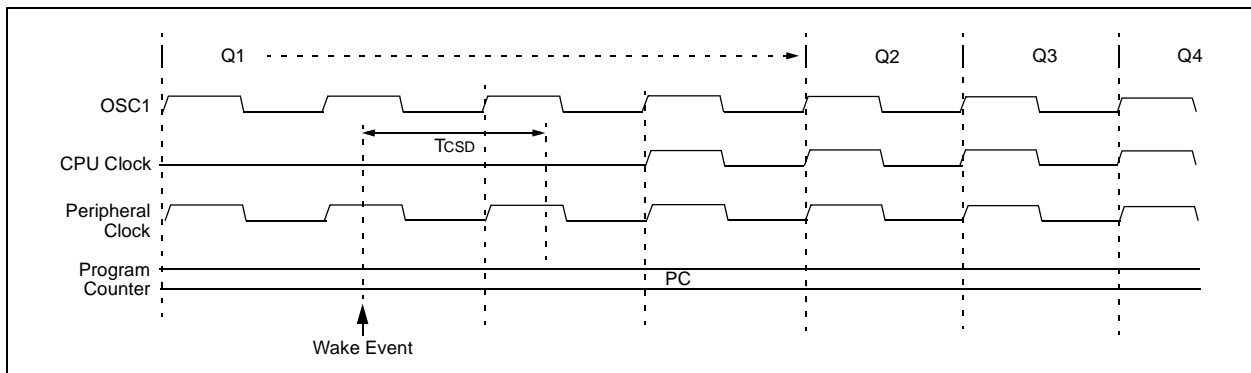 Q1 Q2 Q3 Q4
OSC1
TCSD
CPU Clock
Peripheral
Clock
Program
Counter
PC
Wake Event